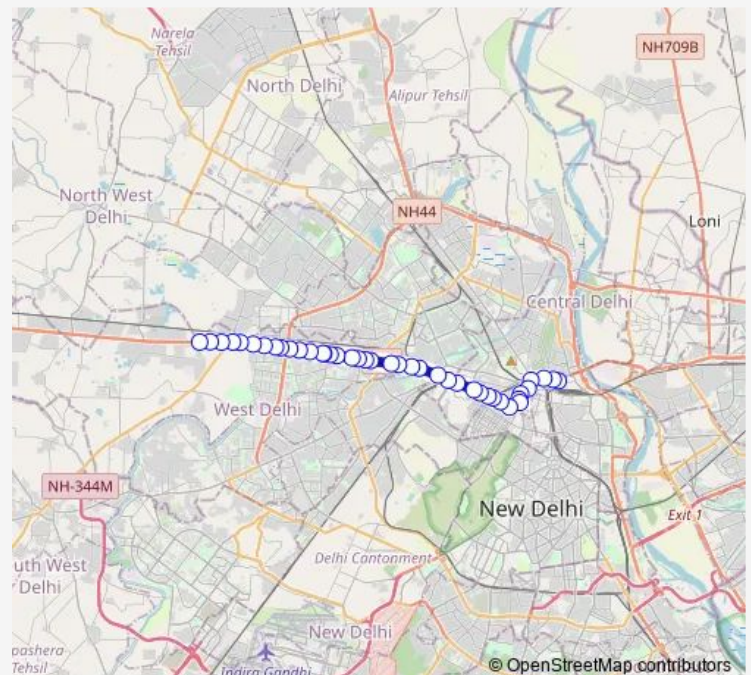 Narela
Tehsil
NH709B
North Delhi
Alipur Tehsil
North West
Delhi
NH44
Loni
Central Delhi
West Delhi
NH-344M
New Delhi
Exit 1
uth West
Delhi
Delhi Cantonment
New Delhi
pashera
Tehsil
Indira Gandhi
© OpenStreetMap contributors